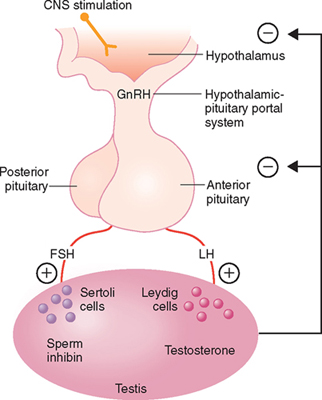 CNS stimulation
Hypothalamus
GnRH
Hypothalamic-
pituitary portal
system
Posterior
pituitary
Anterior
pituitary
FSH
LH
Sertoli
cells
Leydig
cells
Sperm
inhibin
Testosterone
Testis